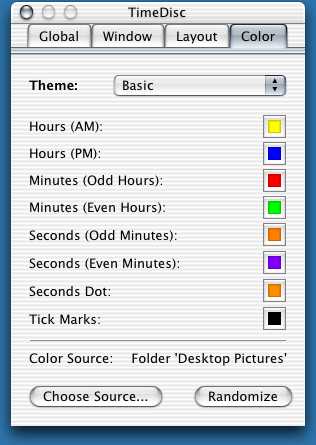 TimeDisc
Global Window Layout Color
Theme: Basic
Hours (AM):
Hours (PM):
Minutes (Odd Hours):
Minutes (Even Hours):
Seconds (Odd Minutes):
Seconds (Even Minutes):
Seconds Dot:
Tick Marks:
Color Source: Folder 'Desktop Pictures'
Choose Source... Randomize